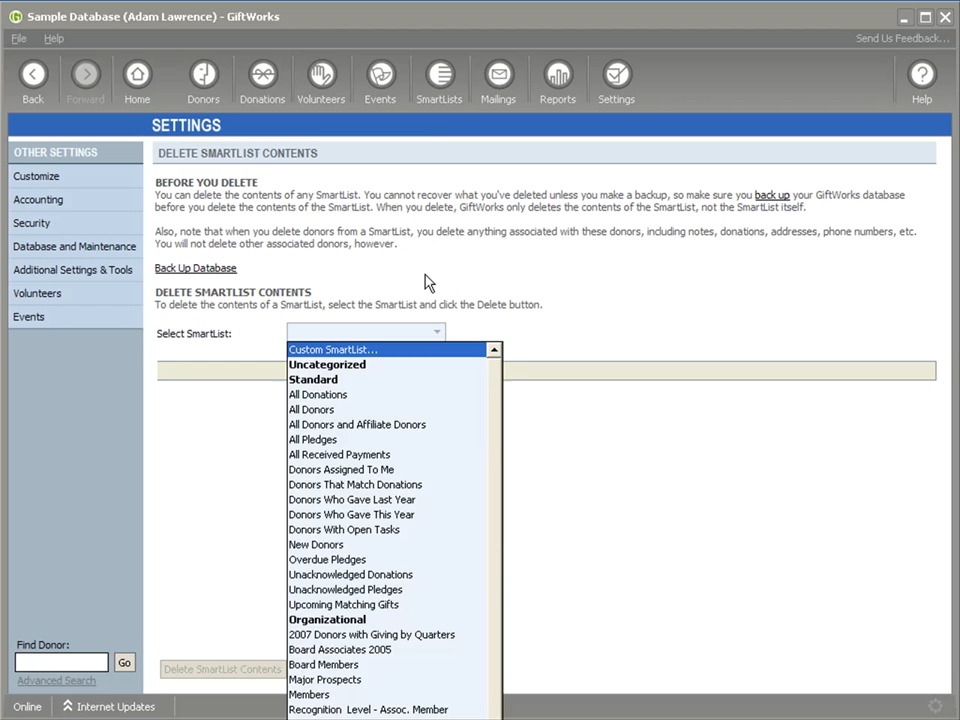 Sample Database (Adam Lawrence) - GiftWorks
File Help Send Us Feedback...
Back Forward Home Donors Donations Volunteers Events SmartLists Mailings Reports Settings Help
SETTINGS
OTHER SETTINGS
Customize
Accounting
Security
Database and Maintenance
Additional Settings & Tools
Volunteers
Events
DELETE SMARTLIST CONTENTS
BEFORE YOU DELETE
You can delete the contents of any SmartList. You cannot recover what you've deleted unless you make a backup, so make sure you back up your GiftWorks database
before you delete the contents of the SmartList. When you delete, GiftWorks only deletes the contents of the SmartList, not the SmartList itself.
Also, note that when you delete donors from a SmartList, you delete anything associated with these donors, including notes, donations, addresses, phone numbers, etc.
You will not delete other associated donors, however.
Back Up Database
DELETE SMARTLIST CONTENTS
To delete the contents of a SmartList, select the SmartList and click the Delete button.
Select SmartList:
Custom SmartList...
Uncategorized
Standard
All Donations
All Donors
All Donors and Affiliate Donors
All Pledges
All Received Payments
Donors Assigned To Me
Donors That Match Donations
Donors Who Gave Last Year
Donors Who Gave This Year
Donors With Open Tasks
New Donors
Overdue Pledges
Unacknowledged Donations
Unacknowledged Pledges
Upcoming Matching Gifts
Organizational
2007 Donors with Giving by Quarters
Board Associates 2005
Board Members
Major Prospects
Members
Recognition Level - Assoc. Member
Delete SmartList Contents
Find Donor:
Go
Advanced Search
Online Internet Updates